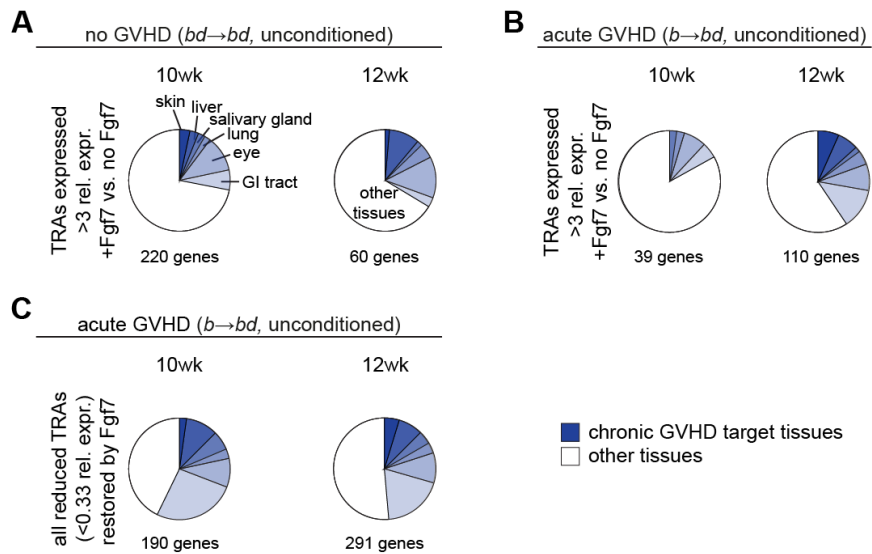 A
no GVHD (bd→bd, unconditioned)
10wk
12wk
TRAs expressed
>3 rel. expr.
+Fgf7 vs. no Fgf7
skin
liver
salivary gland
lung
eye
GI tract
other
tissues
220 genes
60 genes
B
acute GVHD (b→bd, unconditioned)
10wk
12wk
TRAs expressed
>3 rel. expr.
+Fgf7 vs. no Fgf7
39 genes
110 genes
C
acute GVHD (b→bd, unconditioned)
10wk
12wk
all reduced TRAs
(<0.33 rel. expr.)
restored by Fgf7
190 genes
291 genes
chronic GVHD target tissues
other tissues